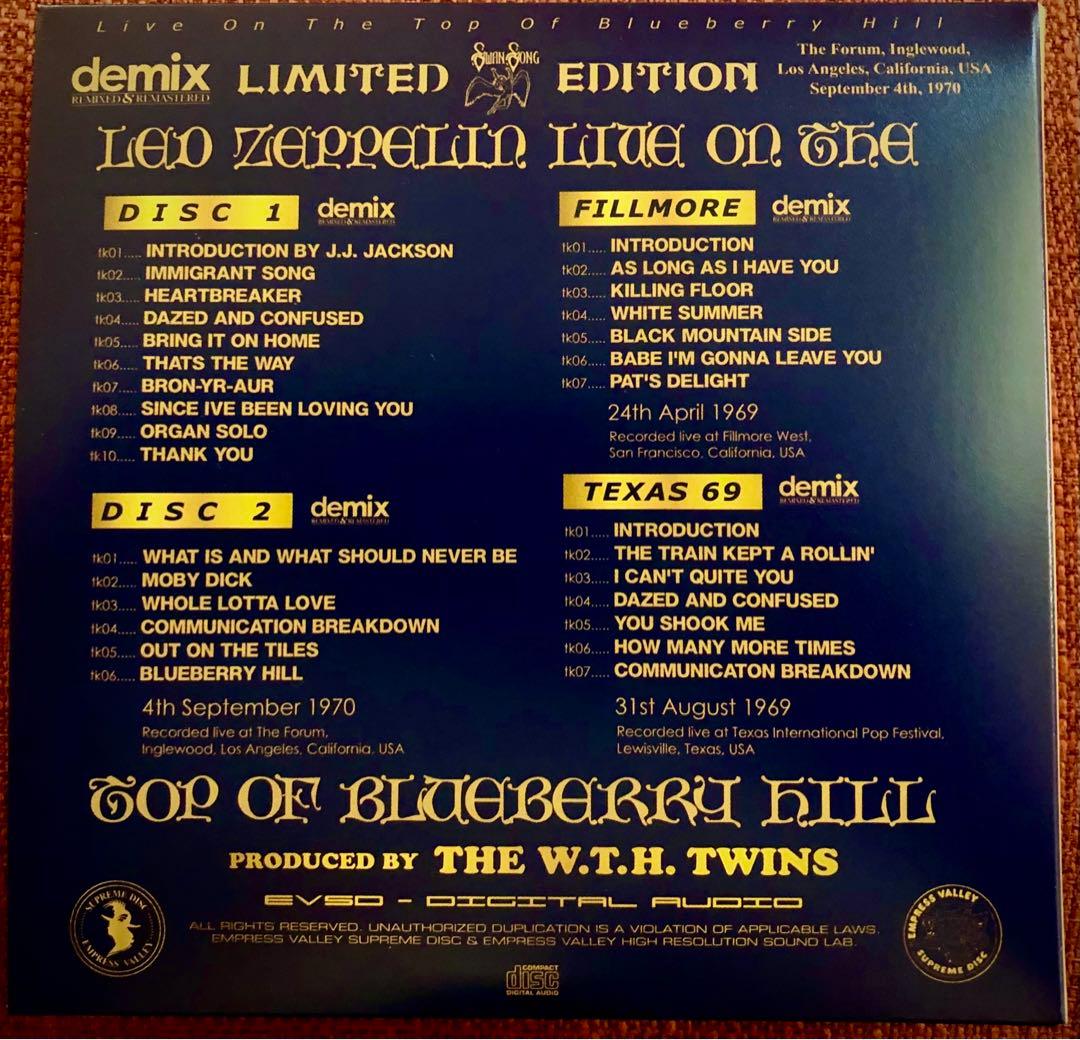 Live On The Top Of Blueberry Hill
demix
REMIXED & REMASTERED
LIMITED
SWAN SONG
EDITION
The Forum, Inglewood,
Los Angeles, California, USA
September 4th, 1970
LED ZEPPELIN LIVE ON THE
DISC 1
demix
REMIXED & REMASTERED
tk01..... INTRODUCTION BY J.J. JACKSON
tk02..... IMMIGRANT SONG
tk03..... HEARTBREAKER
tk04..... DAZED AND CONFUSED
tk05..... BRING IT ON HOME
tk06..... THATS THE WAY
tk07..... BRON-YR-AUR
tk08..... SINCE IVE BEEN LOVING YOU
tk09..... ORGAN SOLO
tk10..... THANK YOU
DISC 2
demix
REMIXED & REMASTERED
tk01..... WHAT IS AND WHAT SHOULD NEVER BE
tk02..... MOBY DICK
tk03..... WHOLE LOTTA LOVE
tk04..... COMMUNICATION BREAKDOWN
tk05..... OUT ON THE TILES
tk06..... BLUEBERRY HILL
4th September 1970
Recorded live at The Forum,
Inglewood, Los Angeles, California, USA
FILLMORE
demix
REMIXED & REMASTERED
tk01..... INTRODUCTION
tk02..... AS LONG AS I HAVE YOU
tk03..... KILLING FLOOR
tk04..... WHITE SUMMER
tk05..... BLACK MOUNTAIN SIDE
tk06..... BABE I'M GONNA LEAVE YOU
tk07..... PAT'S DELIGHT
24th April 1969
Recorded live at Fillmore West,
San Francisco, California, USA
TEXAS 69
demix
REMIXED & REMASTERED
tk01..... INTRODUCTION
tk02..... THE TRAIN KEPT A ROLLIN'
tk03..... I CAN'T QUITE YOU
tk04..... DAZED AND CONFUSED
tk05..... YOU SHOOK ME
tk06..... HOW MANY MORE TIMES
tk07..... COMMUNICATON BREAKDOWN
31st August 1969
Recorded live at Texas International Pop Festival,
Lewisville, Texas, USA
TOP OF BLUEBERRY HILL
PRODUCED BY THE W.T.H. TWINS
EVSD - DIGITAL AUDIO
ALL RIGHTS RESERVED. UNAUTHORIZED DUPLICATION IS A VIOLATION OF APPLICABLE LAWS.
EMPRESS VALLEY SUPREME DISC & EMPRESS VALLEY HIGH RESOLUTION SOUND LAB.
SUPREME DISC
EMPRESS VALLEY
EMPRESS VALLEY
SUPREME DISC
COMPACT
disc
DIGITAL AUDIO